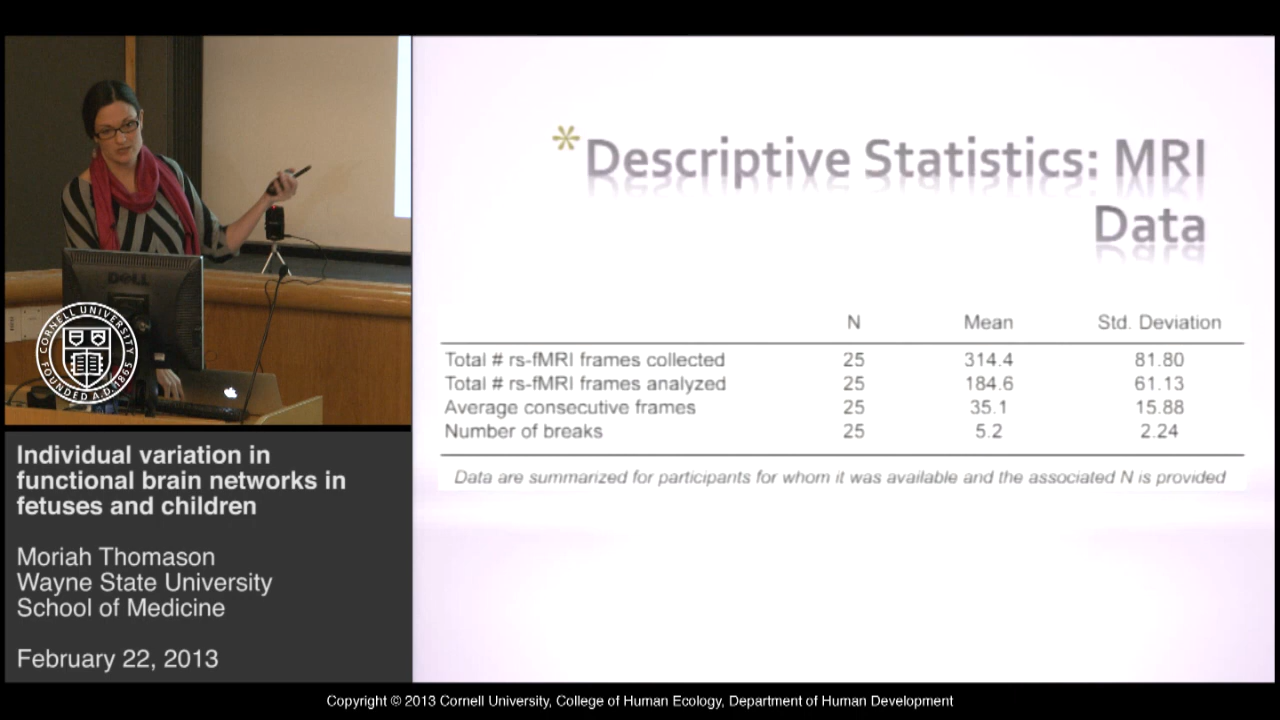 * Descriptive Statistics: MRI
Data
N Mean Std. Deviation
Total # rs-fMRI frames collected 25 314.4 81.80
Total # rs-fMRI frames analyzed 25 184.6 61.13
Average consecutive frames 25 35.1 15.88
Number of breaks 25 5.2 2.24
Data are summarized for participants for whom it was available and the associated N is provided
DELL
CORNELL UNIVERSITY
FOUNDED A.D. 1865
Individual variation in
functional brain networks in
fetuses and children
Moriah Thomason
Wayne State University
School of Medicine
February 22, 2013
Copyright © 2013 Cornell University, College of Human Ecology, Department of Human Development